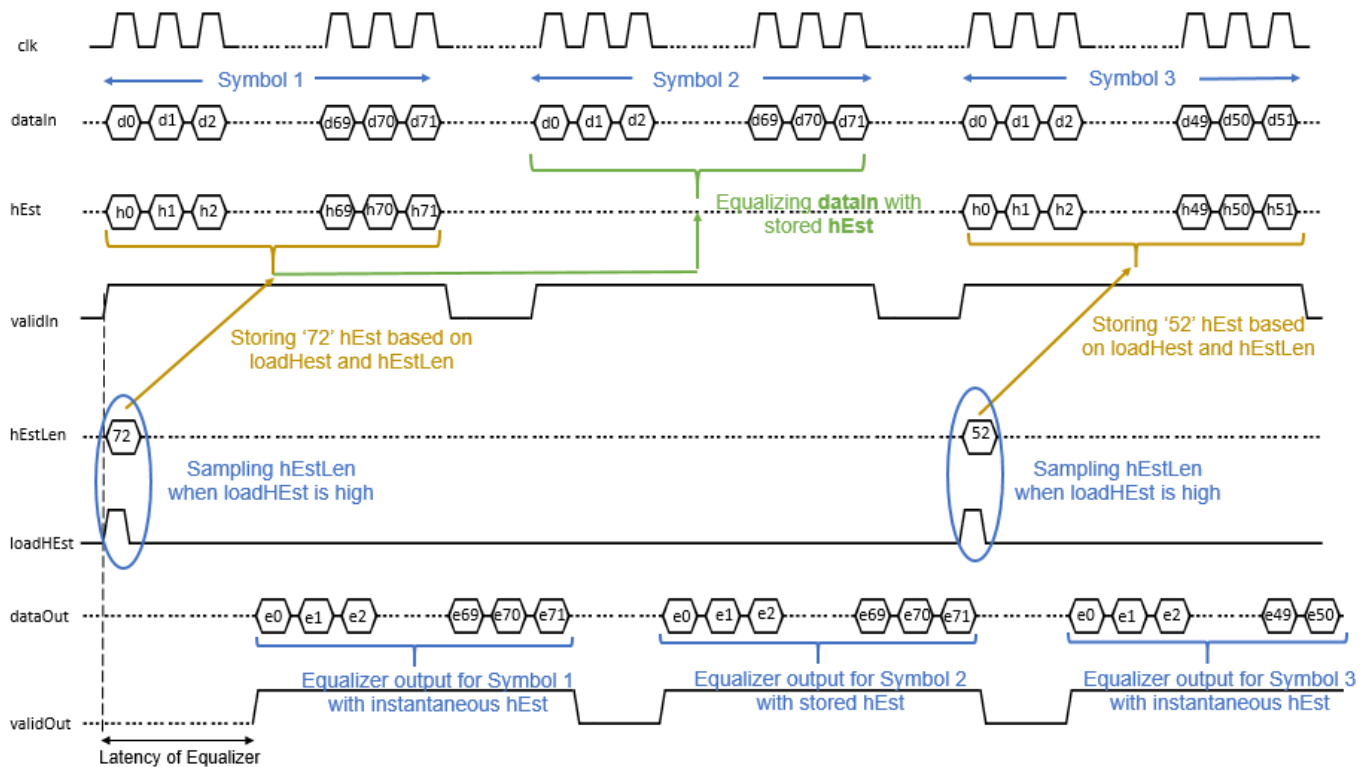 clk
Symbol 1
Symbol 2
Symbol 3
dataIn
d0 d1 d2 d69 d70 d71 d0 d1 d2 d69 d70 d71 d0 d1 d2 d49 d50 d51
hEst
h0 h1 h2 h69 h70 h71 h0 h1 h2 h49 h50 h51
Equalizing dataIn with
stored hEst
validIn
Storing ‘72’ hEst based on
loadHest and hEstLen
Storing ‘52’ hEst based
on loadHest and hEstLen
hEstLen
72
52
Sampling hEstLen
when loadHEst is high
Sampling hEstLen
when loadHEst is high
loadHEst
dataOut
e0 e1 e2 e69 e70 e71 e0 e1 e2 e69 e70 e71 e0 e1 e2 e49 e50
Equalizer output for Symbol 1
with instantaneous hEst
Equalizer output for Symbol 2
with stored hEst
Equalizer output for Symbol 3
with instantaneous hEst
validOut
Latency of Equalizer